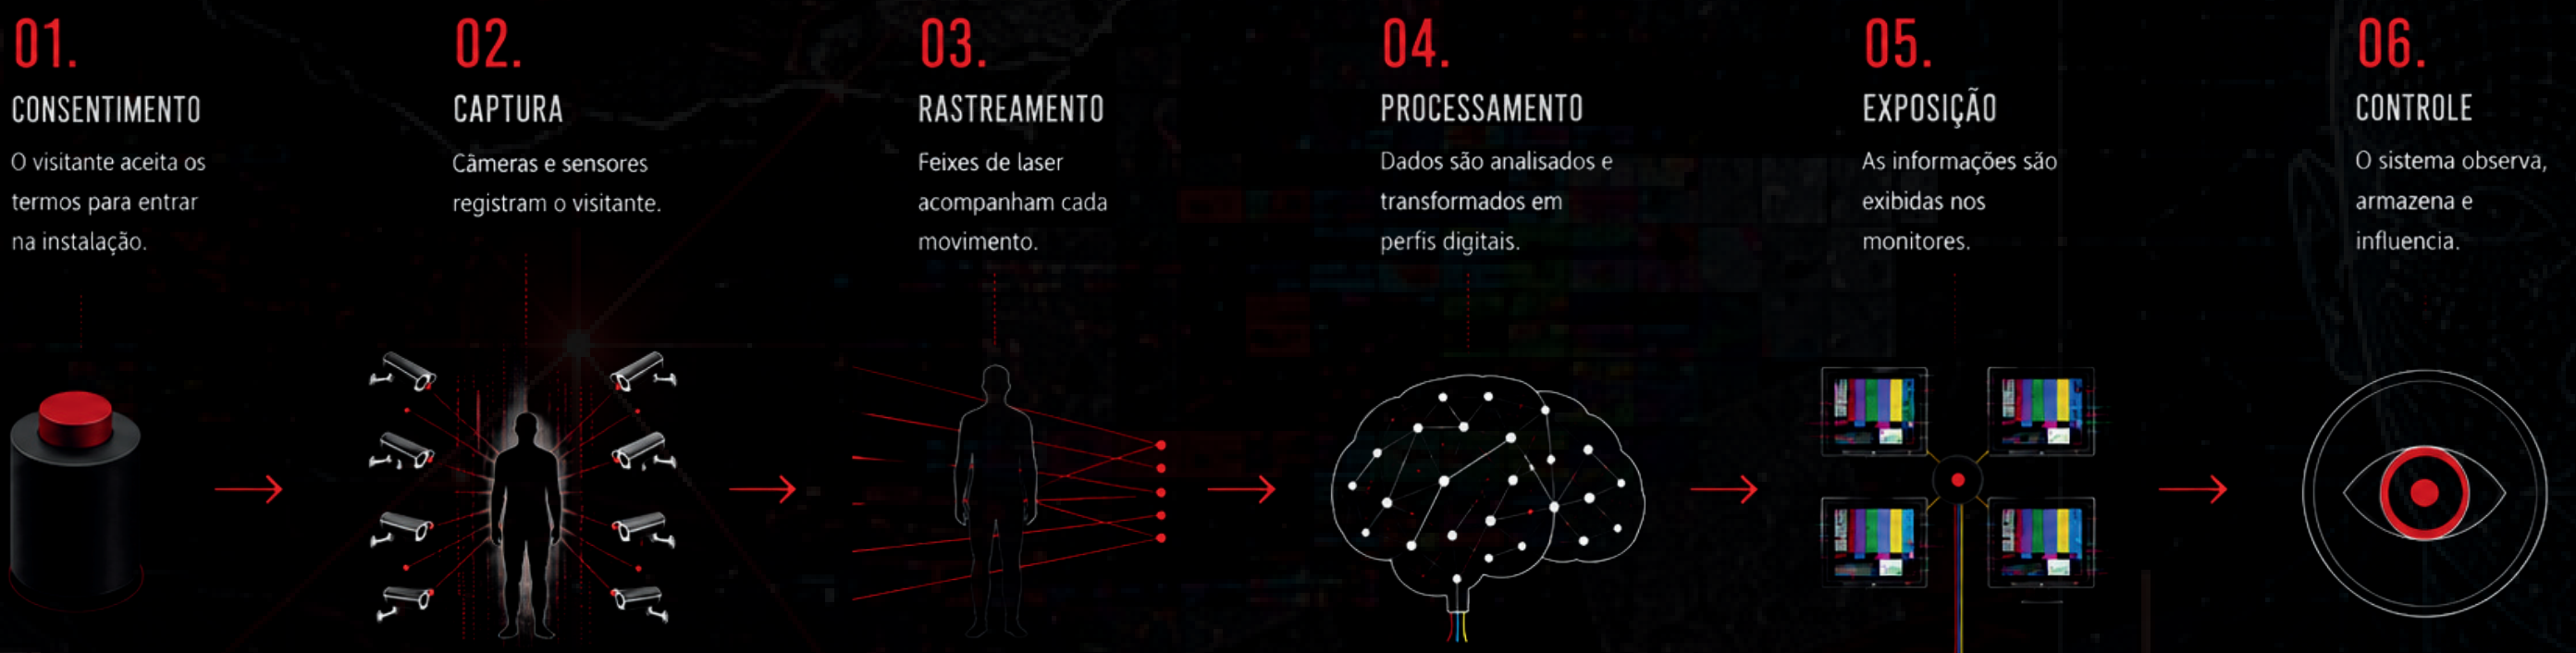 01.
CONSENTIMENTO
O visitante aceita os
termos para entrar
na instalação.
02.
CAPTURA
Câmeras e sensores
registram o visitante.
03.
RASTREAMENTO
Feixes de laser
acompanham cada
movimento.
04.
PROCESSAMENTO
Dados são analisados e
transformados em
perfis digitais.
05.
EXPOSIÇÃO
As informações são
exibidas nos
monitores.
06.
CONTROLE
O sistema observa,
armazena e
influencia.